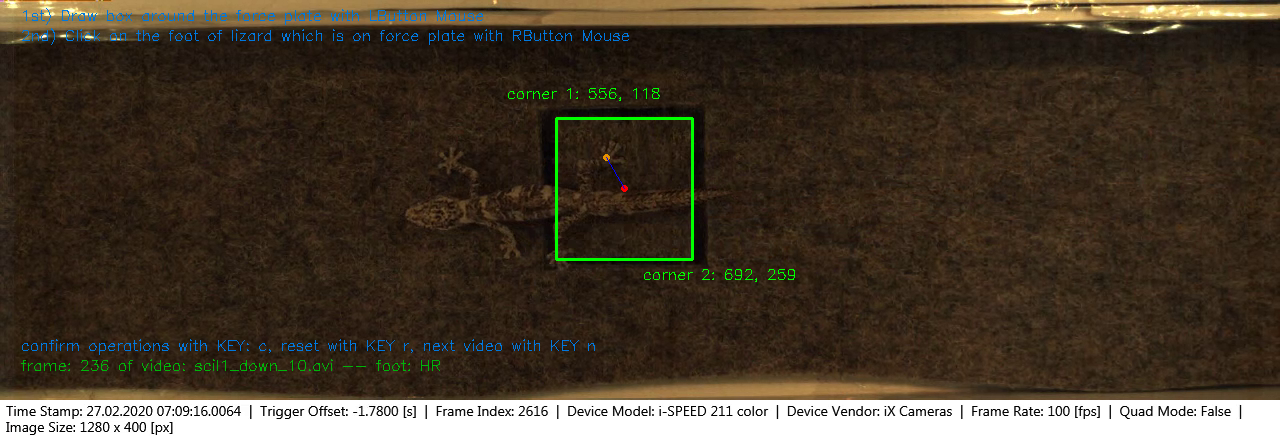 1st) Draw box around the force plate with LButton Mouse
2nd) Click on the foot of lizard which is on force plate with RButton Mouse
corner 1: 556, 118
corner 2: 692, 259
confirm operations with KEY: c, reset with KEY r, next video with KEY n
frame: 236 of video: scil1_down_10.avi -- foot: HR
Time Stamp: 27.02.2020 07:09:16.0064 | Trigger Offset: -1.7800 [s] | Frame Index: 2616 | Device Model: i-SPEED 211 color | Device Vendor: iX Cameras | Frame Rate: 100 [fps] | Quad Mode: False |
Image Size: 1280 x 400 [px]